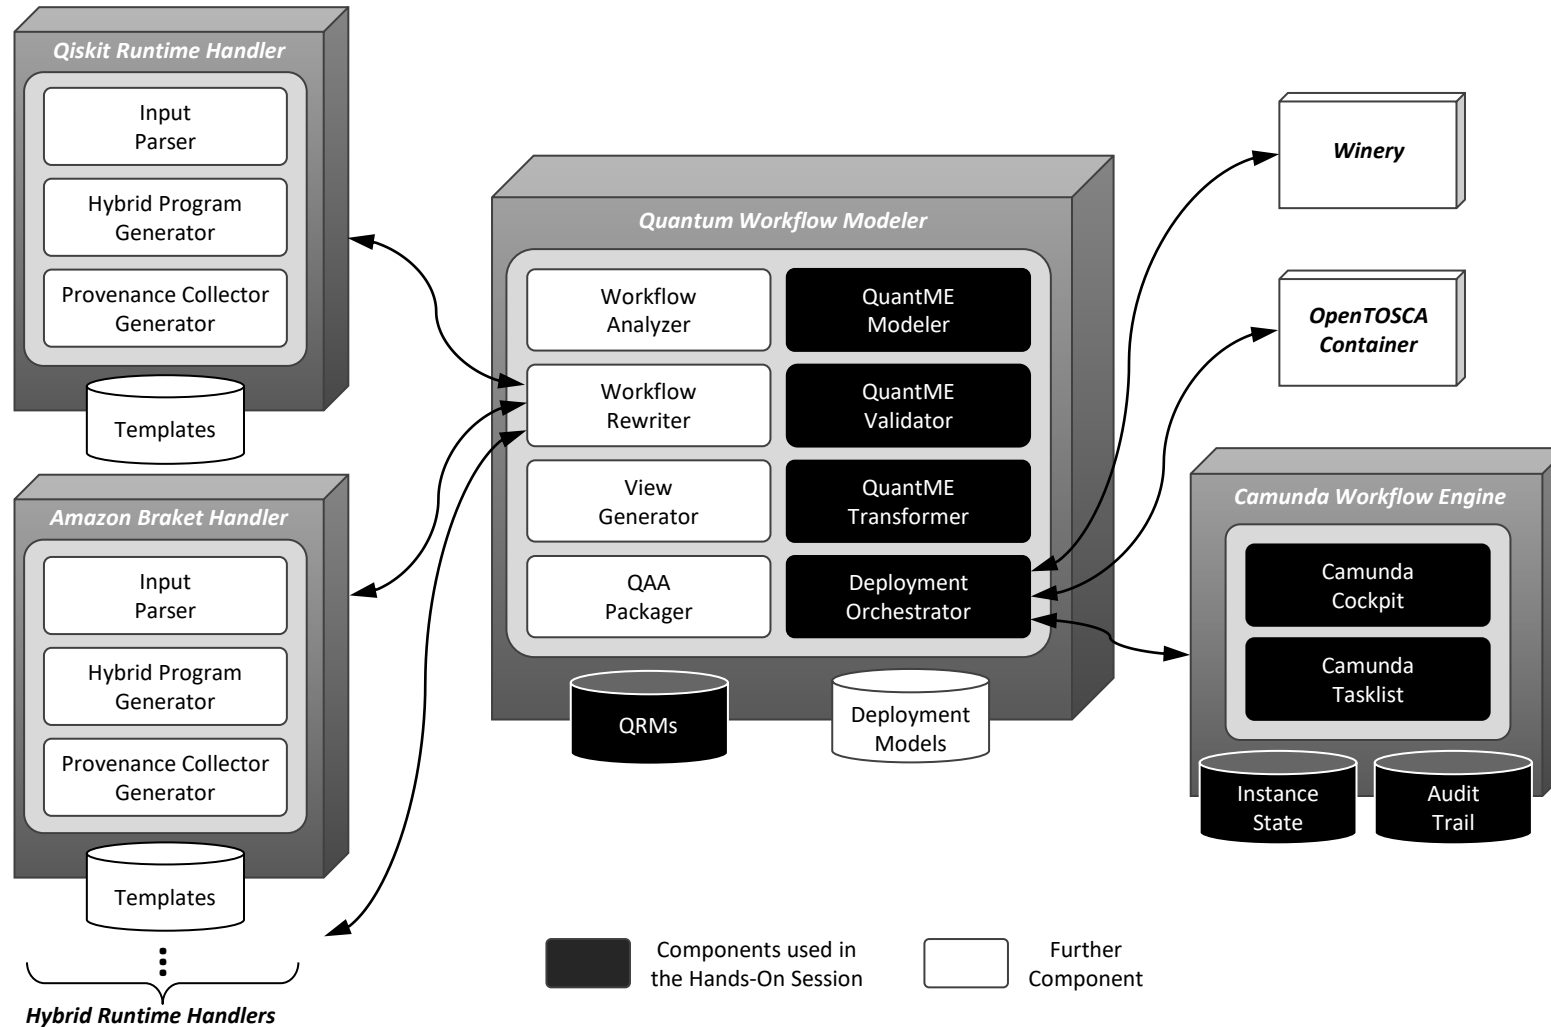 Qiskit Runtime Handler
Input
Parser
Hybrid Program
Generator
Provenance Collector
Generator
Templates
Amazon Braket Handler
Input
Parser
Hybrid Program
Generator
Provenance Collector
Generator
Templates
Hybrid Runtime Handlers
Quantum Workflow Modeler
Workflow
Analyzer
QuantME
Modeler
Workflow
Rewriter
QuantME
Validator
View
Generator
QuantME
Transformer
QAA
Packager
Deployment
Orchestrator
QRMs
Deployment
Models
Winery
OpenTOSCA
Container
Camunda Workflow Engine
Camunda
Cockpit
Camunda
Tasklist
Instance
State
Audit
Trail
Components used in
the Hands-On Session
Further
Component